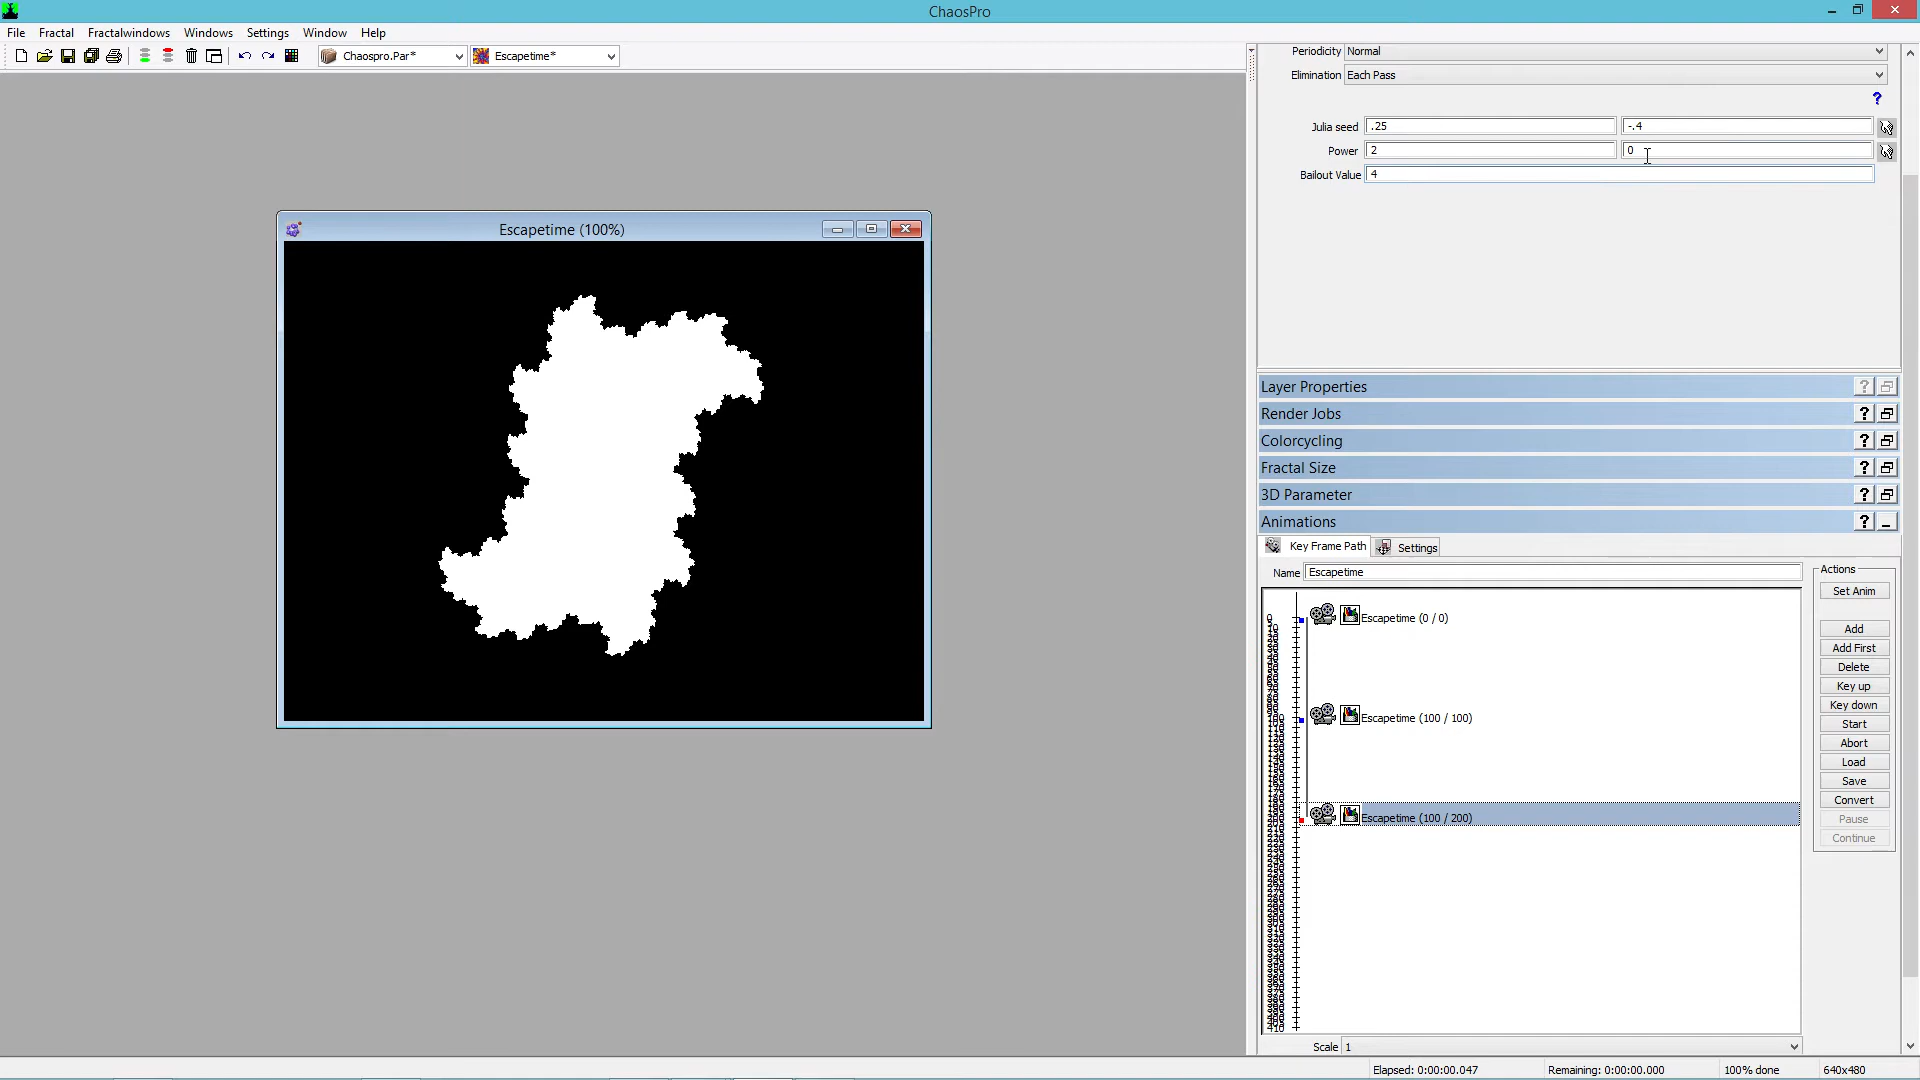 ChaosPro
File Fractal Fractalwindows Windows Settings Window Help
Chaospro.Par* Escapetime*
Periodicity Normal
Elimination Each Pass
?
Julia seed .25 -.4
Power 2 0
Bailout Value 4
Escapetime (100%)
Layer Properties ?
Render Jobs ?
Colorcycling ?
Fractal Size ?
3D Parameter ?
Animations ?
Key Frame Path Settings
Name Escapetime
Actions
Set Anim
Add
Add First
Delete
Key up
Key down
Start
Abort
Load
Save
Convert
Pause
Continue
Escapetime (0 / 0)
Escapetime (100 / 100)
Escapetime (100 / 200)
Scale 1
Elapsed: 0:00:00.047 Remaining: 0:00:00.000 100% done 640x480